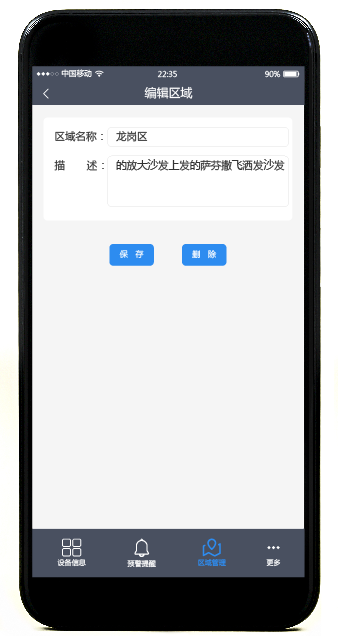 中国移动 22:35 90%
编辑区域
区域名称： 龙岗区
描 述： 的放大沙发上发的萨芬撒飞洒发沙发
保 存 删 除
设备信息 预警提醒 区域管理 更多